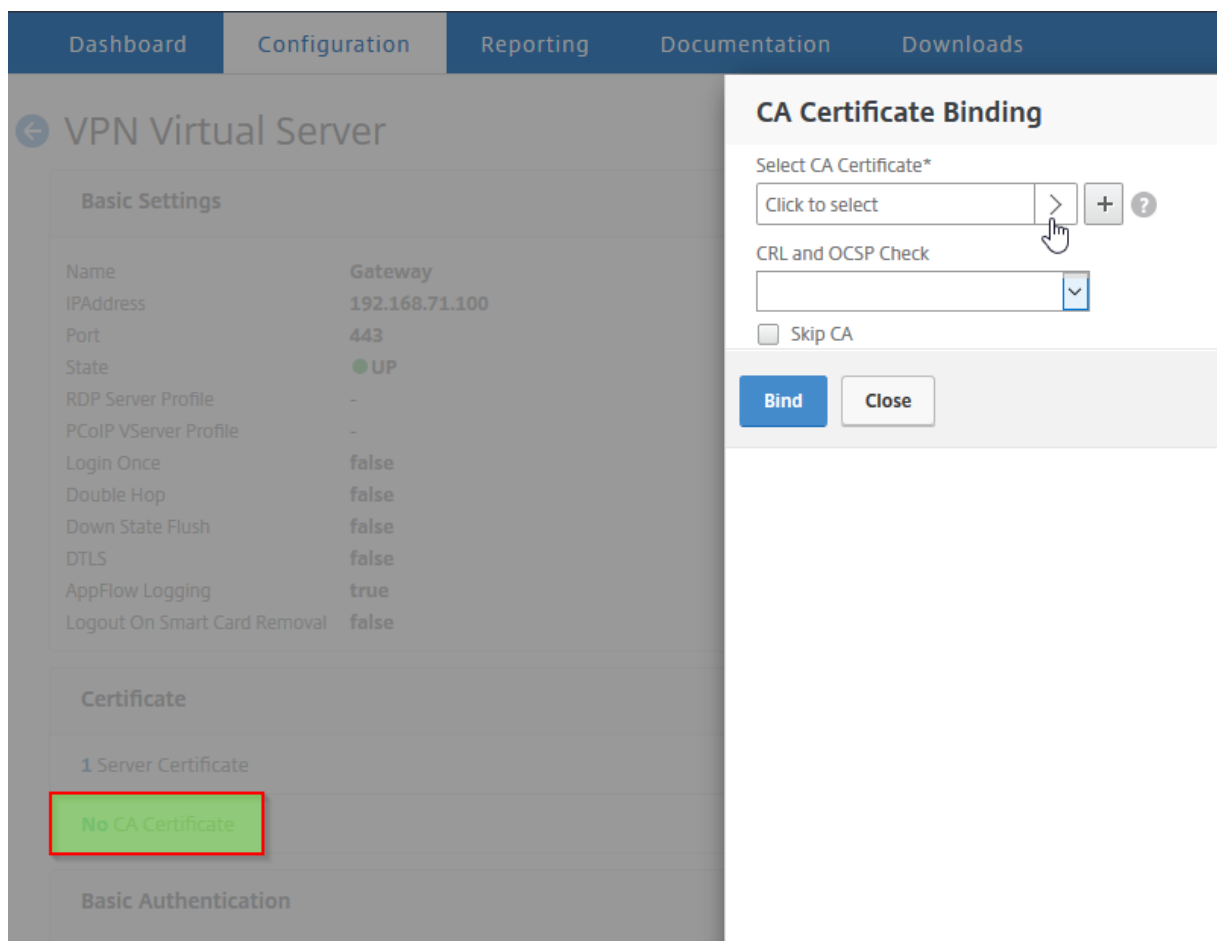 Dashboard Configuration Reporting Documentation Downloads
VPN Virtual Server
Basic Settings
Name Gateway
IPAddress 192.168.71.100
Port 443
State UP
RDP Server Profile -
PCoIP VServer Profile -
Login Once false
Double Hop false
Down State Flush false
DTLS false
AppFlow Logging true
Logout On Smart Card Removal false
Certificate
1 Server Certificate
No CA Certificate
Basic Authentication
CA Certificate Binding
Select CA Certificate*
Click to select > + ?
CRL and OCSP Check
Skip CA
Bind Close